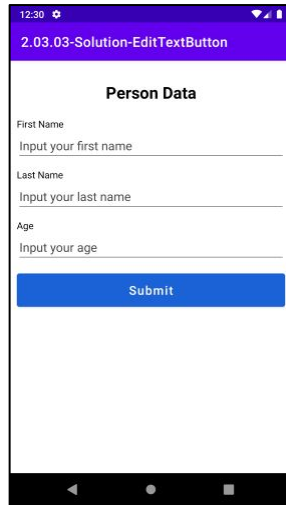 12:30
2.03.03-Solution-EditTextButton
Person Data
First Name
Input your first name
Last Name
Input your last name
Age
Input your age
Submit